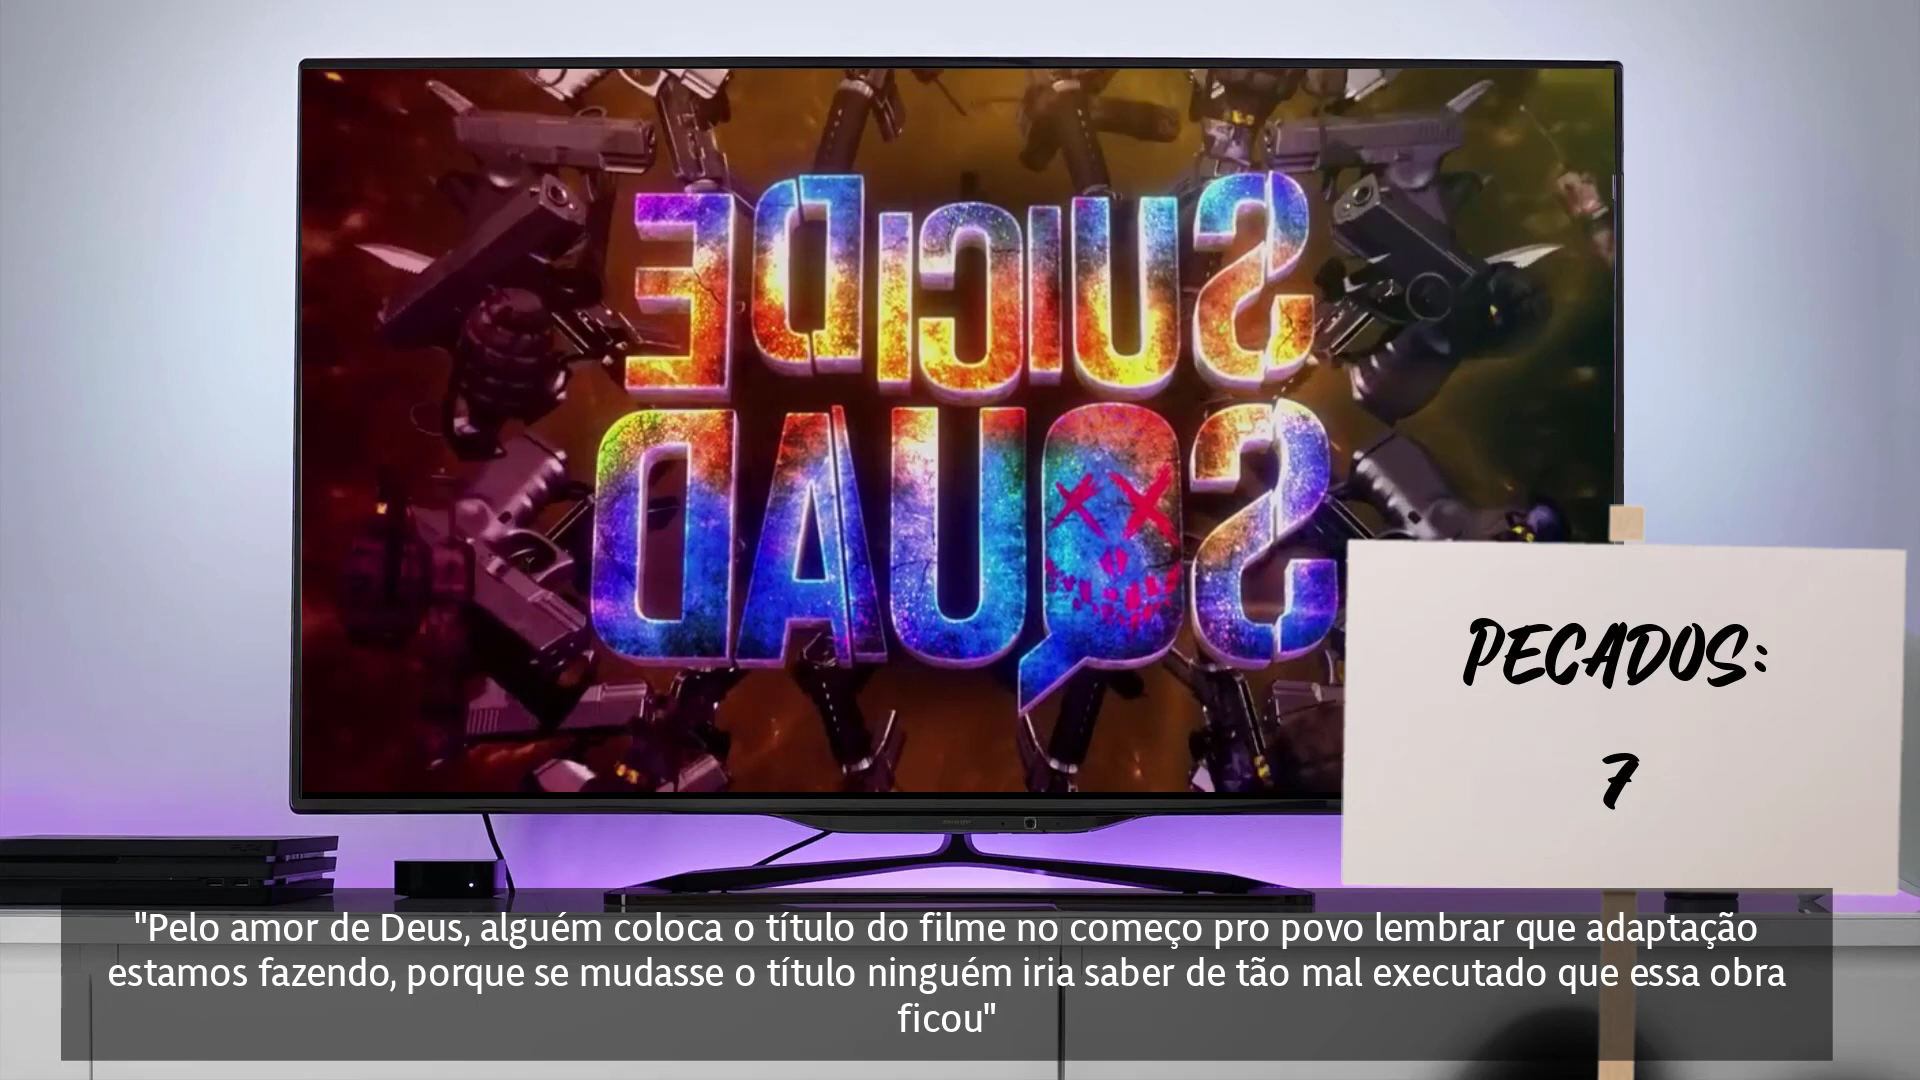 SUICIDE
SQUAD
PECADOS:
7
"Pelo amor de Deus, alguém coloca o título do filme no começo pro povo lembrar que adaptação
estamos fazendo, porque se mudasse o título ninguém iria saber de tão mal executado que essa obra
ficou"